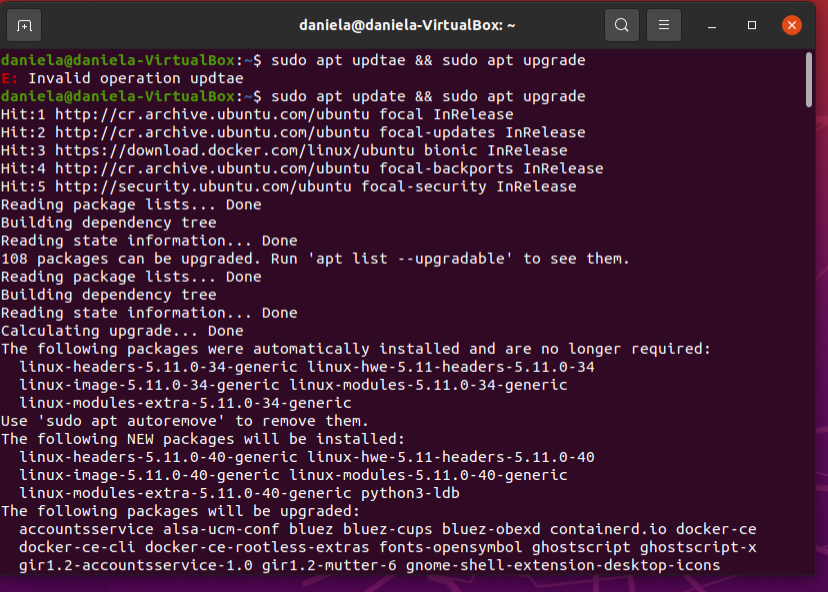 daniela@daniela-VirtualBox: ~
daniela@daniela-VirtualBox:~$ sudo apt updtae && sudo apt upgrade
E: Invalid operation updtae
daniela@daniela-VirtualBox:~$ sudo apt update && sudo apt upgrade
Hit:1 http://cr.archive.ubuntu.com/ubuntu focal InRelease
Hit:2 http://cr.archive.ubuntu.com/ubuntu focal-updates InRelease
Hit:3 https://download.docker.com/linux/ubuntu bionic InRelease
Hit:4 http://cr.archive.ubuntu.com/ubuntu focal-backports InRelease
Hit:5 http://security.ubuntu.com/ubuntu focal-security InRelease
Reading package lists... Done
Building dependency tree
Reading state information... Done
108 packages can be upgraded. Run 'apt list --upgradable' to see them.
Reading package lists... Done
Building dependency tree
Reading state information... Done
Calculating upgrade... Done
The following packages were automatically installed and are no longer required:
  linux-headers-5.11.0-34-generic linux-hwe-5.11-headers-5.11.0-34
  linux-image-5.11.0-34-generic linux-modules-5.11.0-34-generic
  linux-modules-extra-5.11.0-34-generic
Use 'sudo apt autoremove' to remove them.
The following NEW packages will be installed:
  linux-headers-5.11.0-40-generic linux-hwe-5.11-headers-5.11.0-40
  linux-image-5.11.0-40-generic linux-modules-5.11.0-40-generic
  linux-modules-extra-5.11.0-40-generic python3-ldb
The following packages will be upgraded:
  accountsservice alsa-ucm-conf bluez bluez-cups bluez-obexd containerd.io docker-ce
  docker-ce-cli docker-ce-rootless-extras fonts-opensymbol ghostscript ghostscript-x
  gir1.2-accountsservice-1.0 gir1.2-mutter-6 gnome-shell-extension-desktop-icons